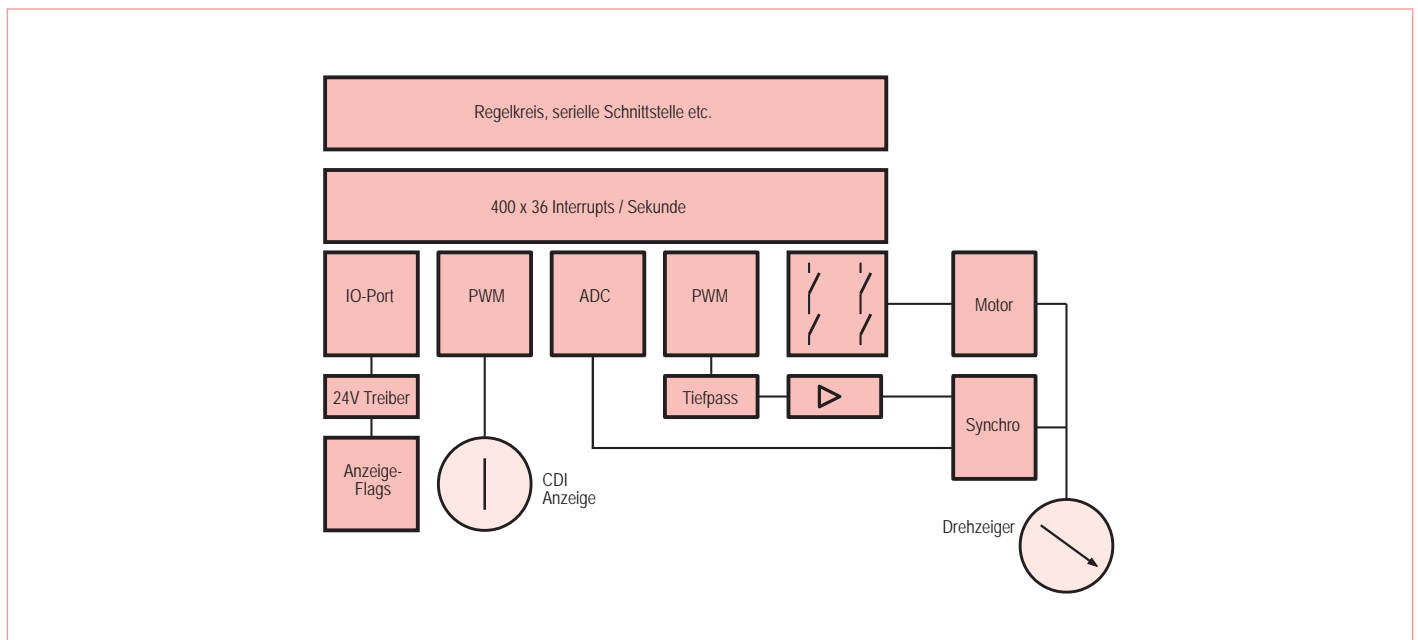 Regelkreis, serielle Schnittstelle etc.
400 x 36 Interrupts / Sekunde
IO-Port
PWM
ADC
PWM
Motor
24V Treiber
Tiefpass
Synchro
Anzeige-
Flags
CDI
Anzeige
Drehzeiger